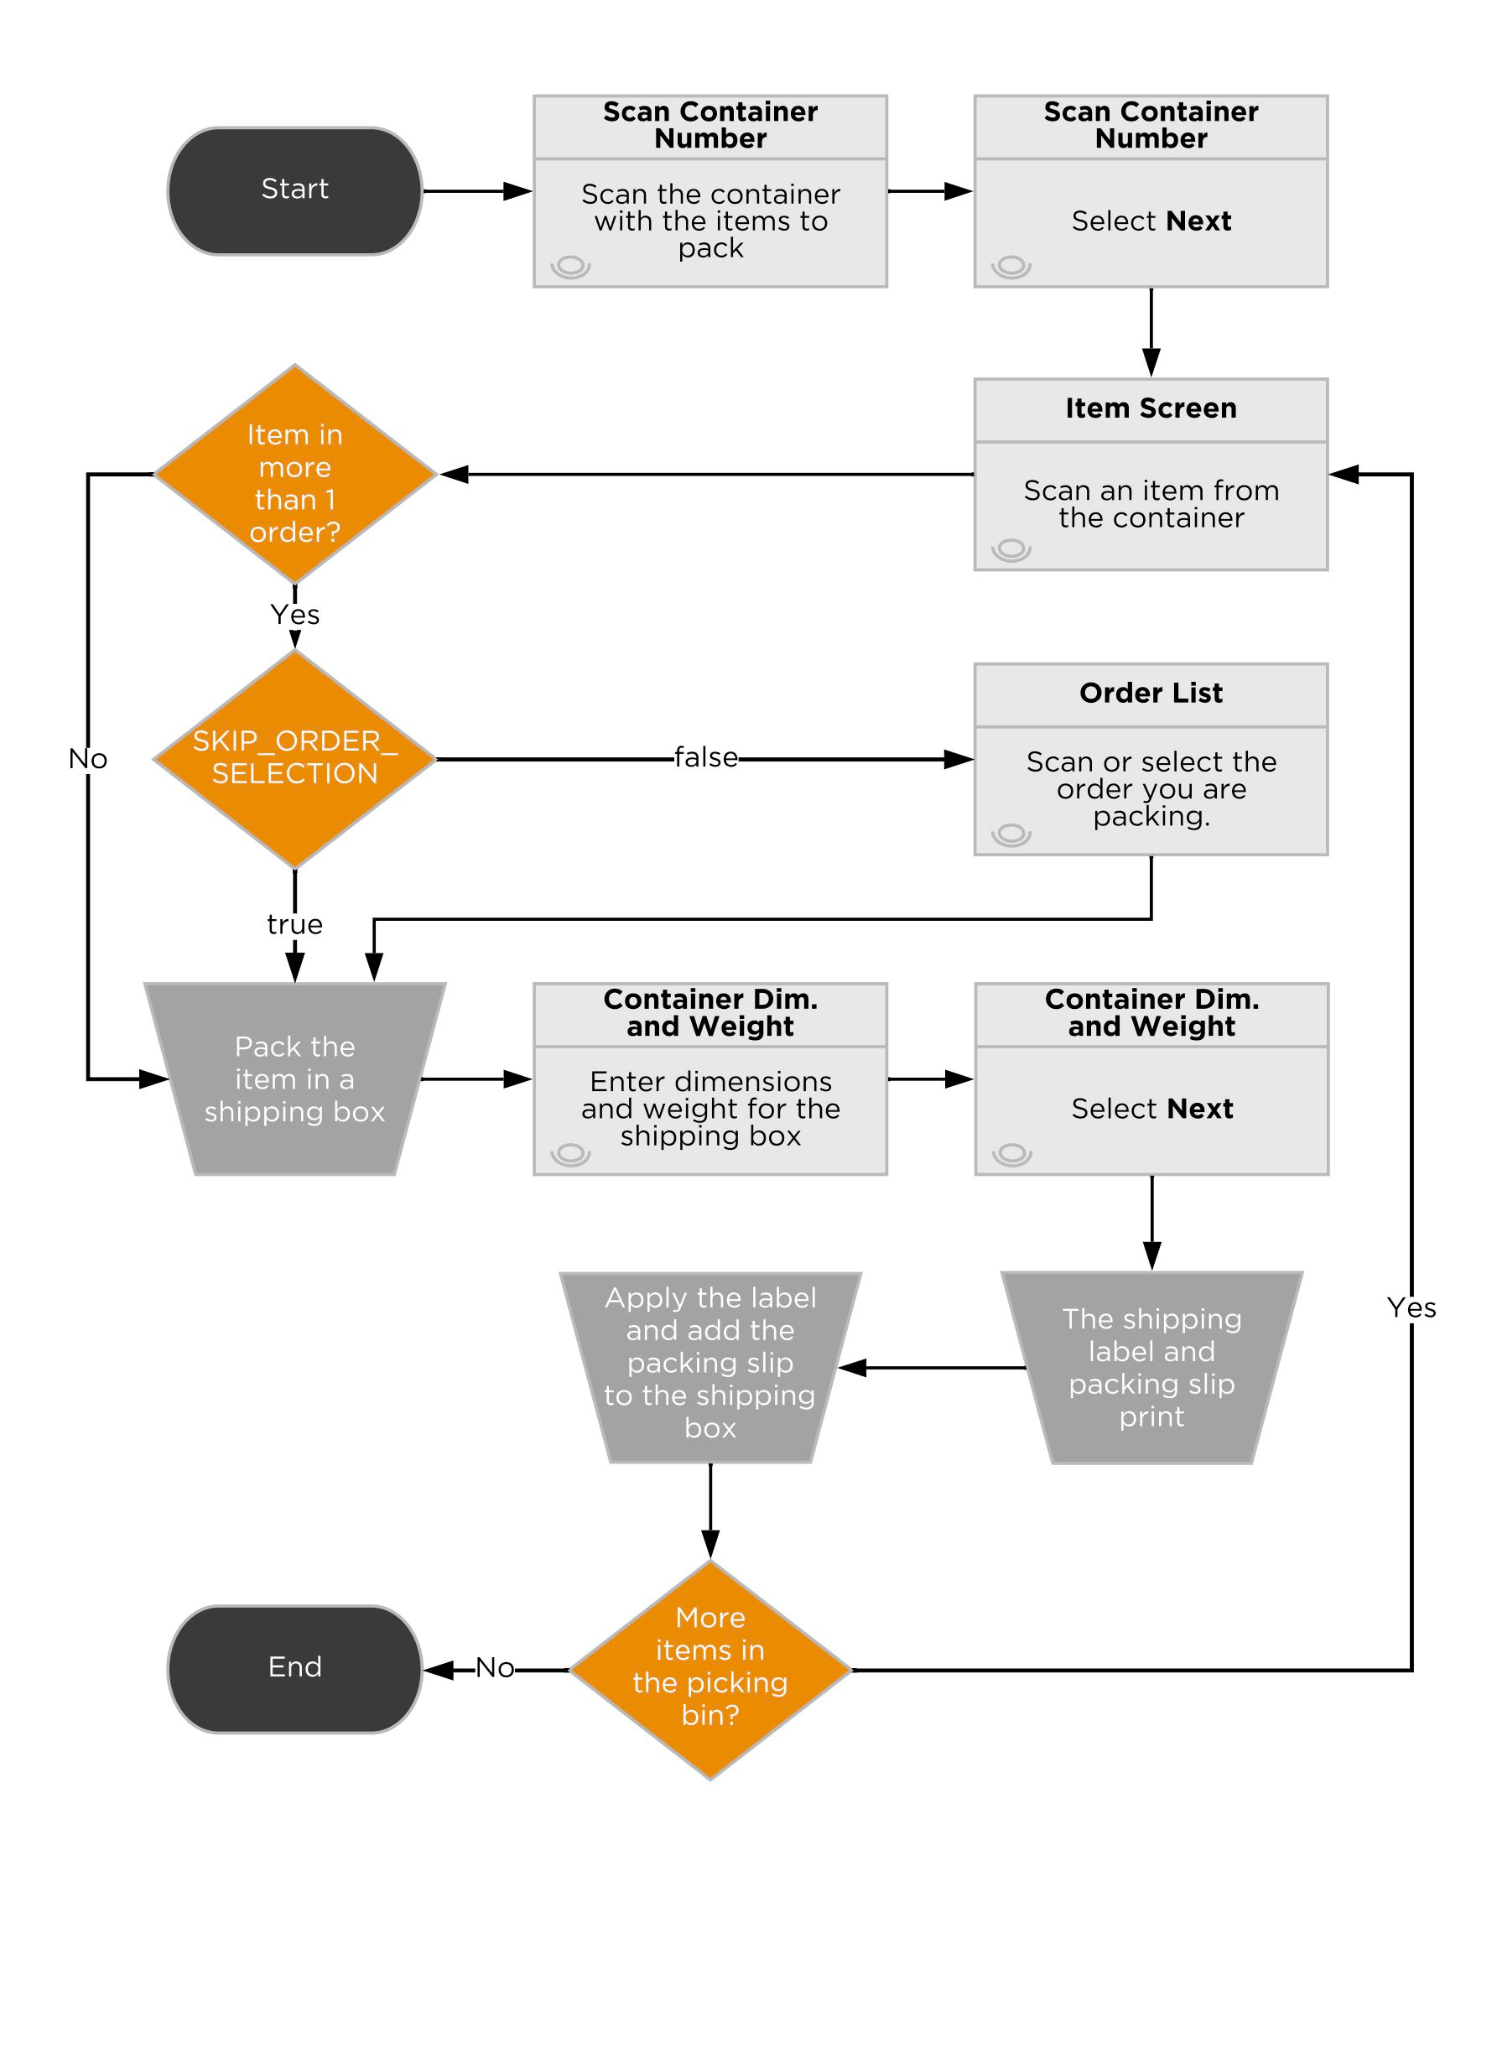 Start
Scan Container
Number
Scan the container
with the items to
pack
Scan Container
Number
Select Next
Item in
more
than 1
order?
Item Screen
Scan an item from
the container
Yes
No
SKIP_ORDER_
SELECTION
false
Order List
Scan or select the
order you are
packing.
true
Pack the
item in a
shipping box
Container Dim.
and Weight
Enter dimensions
and weight for the
shipping box
Container Dim.
and Weight
Select Next
Apply the label
and add the
packing slip
to the shipping
box
The shipping
label and
packing slip
print
Yes
End
No
More
items in
the picking
bin?